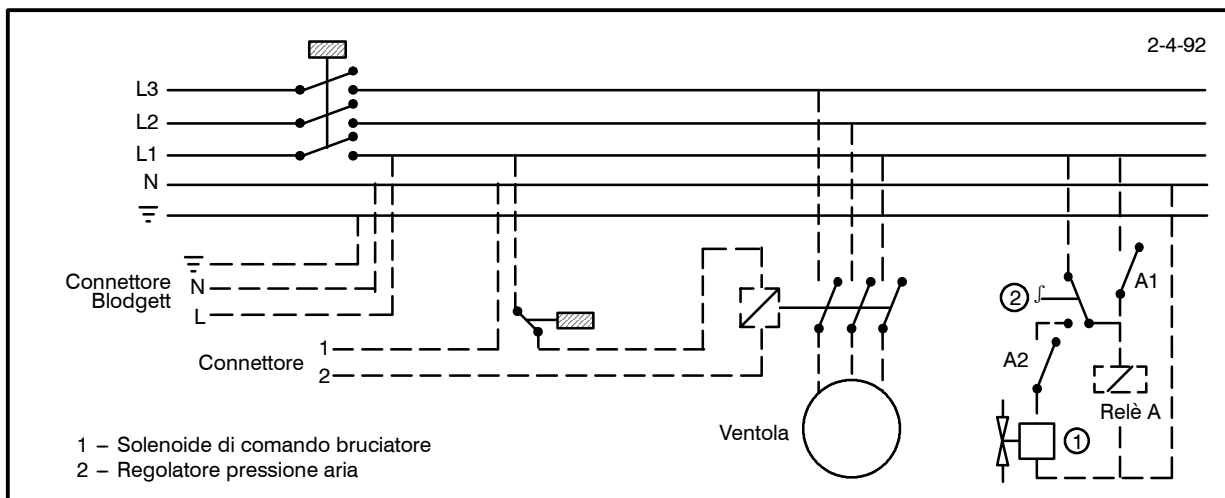 2-4-92
L3
L2
L1
N
Connettore
Blodgett
N
L
Connettore
1
2
Ventola
2
A1
A2
Relè A
1
1 – Solenoide di comando bruciatore
2 – Regolatore pressione aria